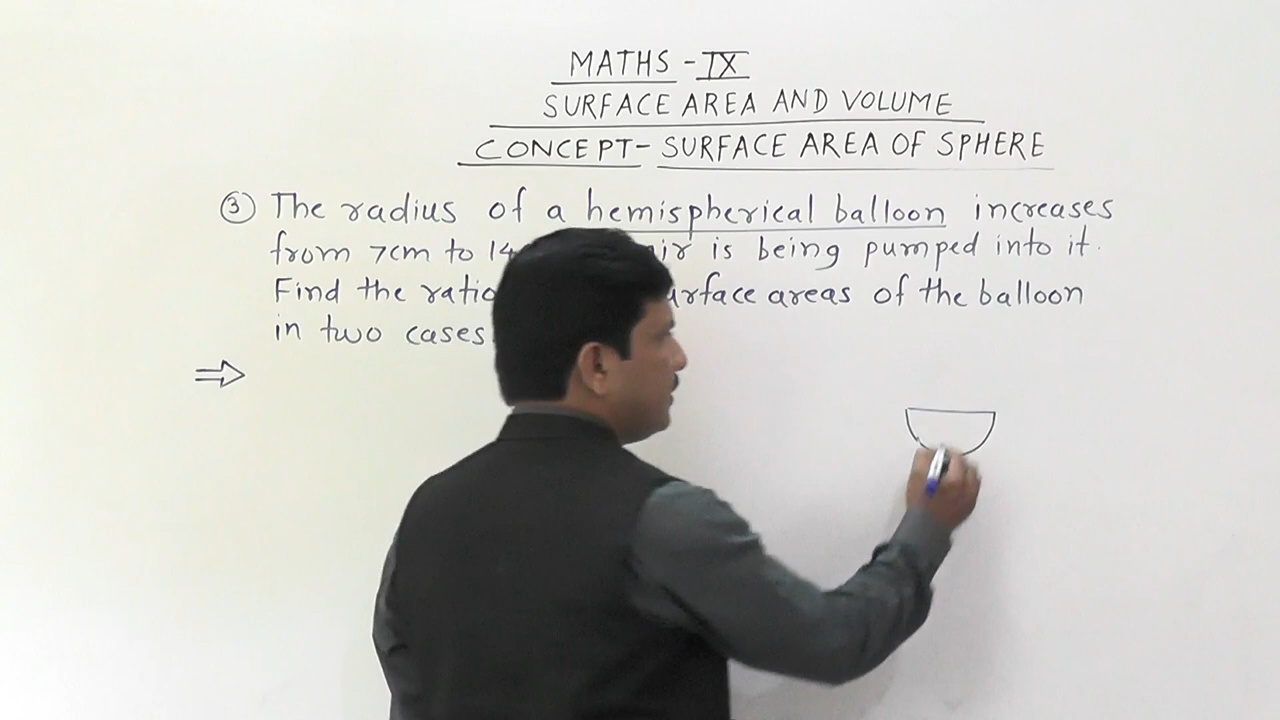 MATHS - IX
SURFACE AREA AND VOLUME
CONCEPT- SURFACE AREA OF SPHERE
③ The radius of a hemispherical balloon increases
from 7cm to 14 is being pumped into it.
Find the ratio areas of the balloon
in two cases
⇒